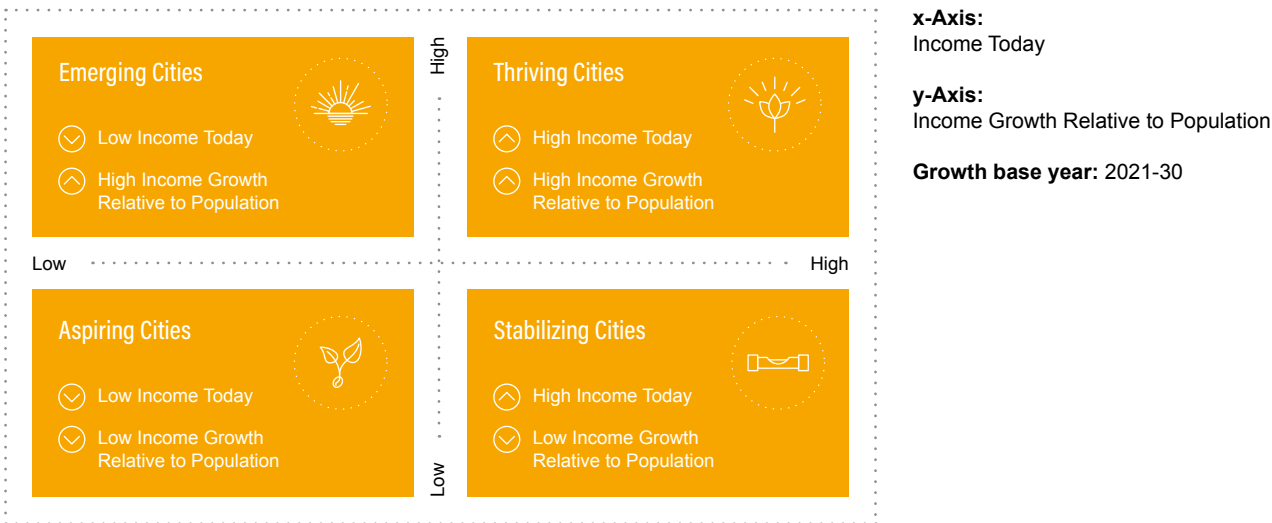 Emerging Cities
Low Income Today
High Income Growth
Relative to Population
High
Thriving Cities
High Income Today
High Income Growth
Relative to Population
Low
High
Aspiring Cities
Low Income Today
Low Income Growth
Relative to Population
Low
Stabilizing Cities
High Income Today
Low Income Growth
Relative to Population
x-Axis:
Income Today
y-Axis:
Income Growth Relative to Population
Growth base year: 2021-30